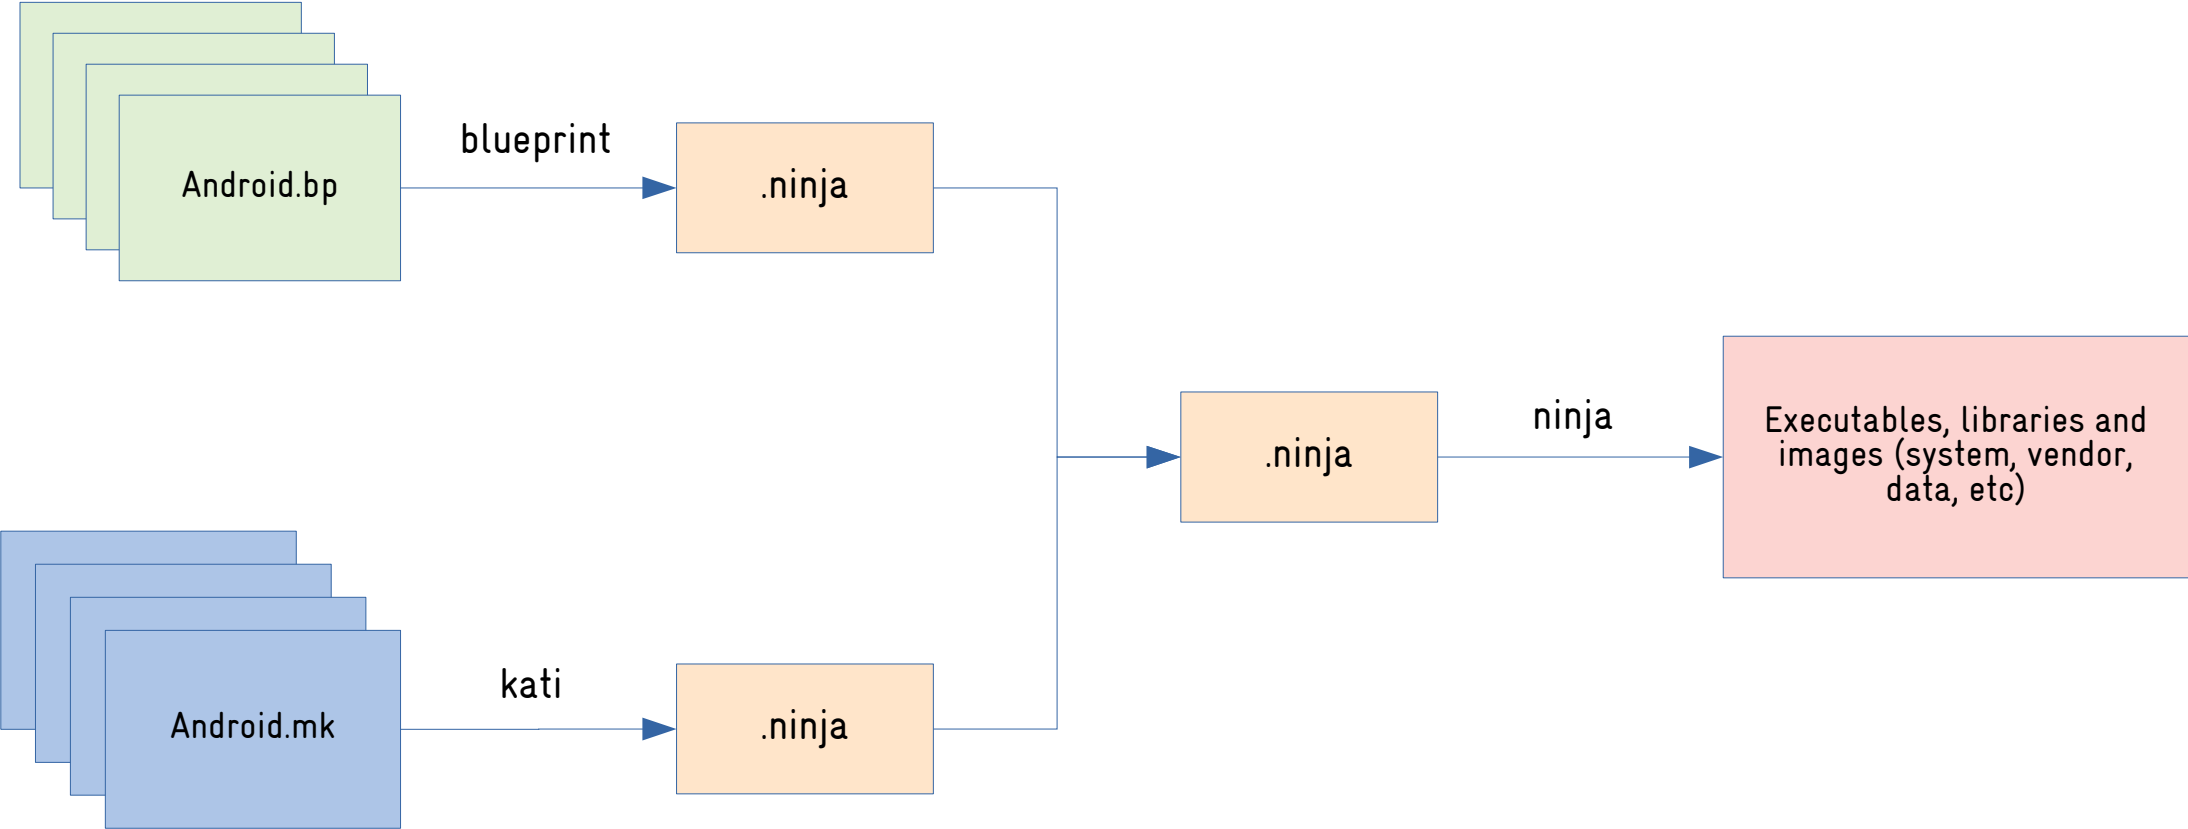 blueprint
Android.bp
.ninja
ninja
.ninja
Executables, libraries and
images (system, vendor,
data, etc)
kati
Android.mk
.ninja